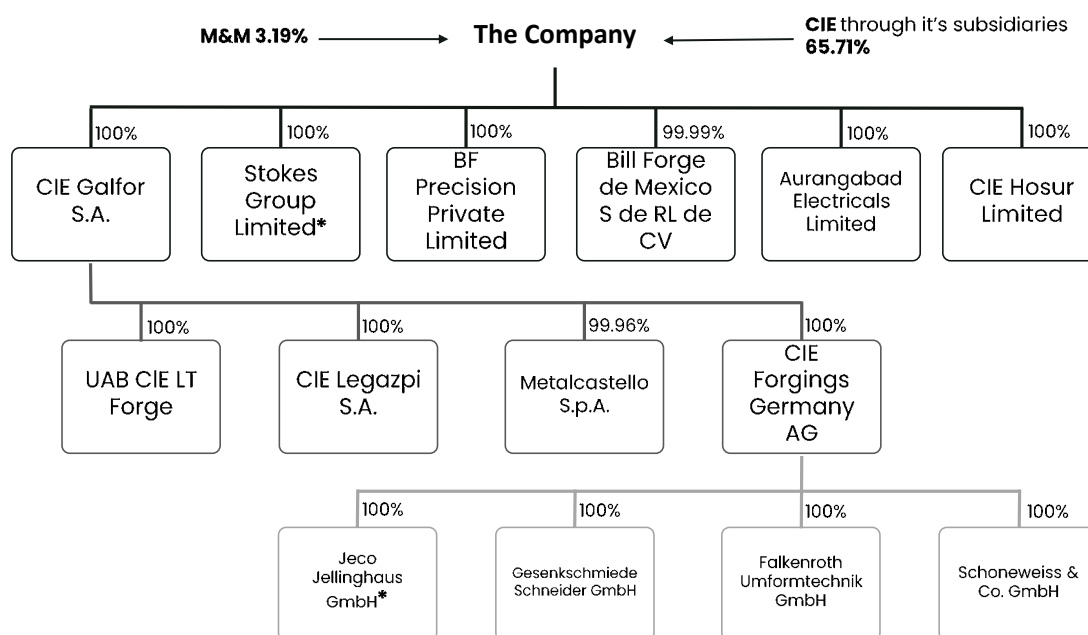 M&M 3.19%
The Company
CIE through it's subsidiaries
65.71%
100%
100%
100%
99.99%
100%
100%
CIE Galfor
S.A.
Stokes
Group
Limited*
BF
Precision
Private
Limited
Bill Forge
de Mexico
S de RL de
CV
Aurangabad
Electricals
Limited
CIE Hosur
Limited
100%
100%
99.96%
100%
UAB CIE LT
Forge
CIE Legazpi
S.A.
Metalcastello
S.p.A.
CIE
Forgings
Germany
AG
100%
100%
100%
100%
Jeco
Jellinghaus
GmbH*
Gesenkschmiede
Schneider GmbH
Falkenroth
Umformtechnik
GmbH
Schoneweiss &
Co. GmbH